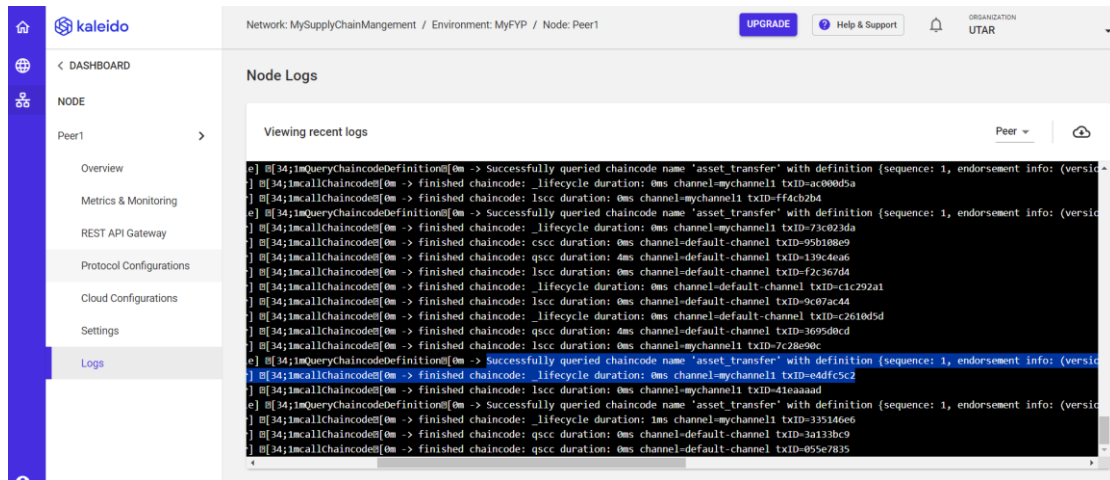 kaleido
Network: MySupplyChainMangement / Environment: MyFYP / Node: Peer1
UPGRADE
Help & Support
ORGANIZATION
UTAR
< DASHBOARD
NODE
Peer1
Overview
Metrics & Monitoring
REST API Gateway
Protocol Configurations
Cloud Configurations
Settings
Logs
Node Logs
Viewing recent logs
Peer
e] [34;1mQueryChaincodeDefinition[0m -> Successfully queried chaincode name 'asset_transfer' with definition {sequence: 1, endorsement info: (versio
r] [34;1mcallChaincode[0m -> finished chaincode: _lifecycle duration: 0ms channel=mychannel1 txID=ac000d5a
r] [34;1mcallChaincode[0m -> finished chaincode: lscc duration: 0ms channel=mychannel1 txID=ff4cb2b4
e] [34;1mQueryChaincodeDefinition[0m -> Successfully queried chaincode name 'asset_transfer' with definition {sequence: 1, endorsement info: (versic
r] [34;1mcallChaincode[0m -> finished chaincode: _lifecycle duration: 0ms channel=mychannel1 txID=73c023da
r] [34;1mcallChaincode[0m -> finished chaincode: cscc duration: 0ms channel=default-channel txID=95b108e9
r] [34;1mcallChaincode[0m -> finished chaincode: qscc duration: 4ms channel=default-channel txID=139c4ea6
r] [34;1mcallChaincode[0m -> finished chaincode: lscc duration: 0ms channel=default-channel txID=f2c367d4
r] [34;1mcallChaincode[0m -> finished chaincode: _lifecycle duration: 0ms channel=default-channel txID=c1c292a1
r] [34;1mcallChaincode[0m -> finished chaincode: lscc duration: 0ms channel=default-channel txID=9c07ac44
r] [34;1mcallChaincode[0m -> finished chaincode: _lifecycle duration: 0ms channel=default-channel txID=c2610d5d
r] [34;1mcallChaincode[0m -> finished chaincode: qscc duration: 4ms channel=default-channel txID=3695d0cd
r] [34;1mcallChaincode[0m -> finished chaincode: lscc duration: 0ms channel=mychannel1 txID=7c28e90c
e] [34;1mQueryChaincodeDefinition[0m -> Successfully queried chaincode name 'asset_transfer' with definition {sequence: 1, endorsement info: (versic
r] [34;1mcallChaincode[0m -> finished chaincode: _lifecycle duration: 0ms channel=mychannel1 txID=e4dfc5c2
r] [34;1mcallChaincode[0m -> finished chaincode: lscc duration: 0ms channel=mychannel1 txID=41eaaaad
e] [34;1mQueryChaincodeDefinition[0m -> Successfully queried chaincode name 'asset_transfer' with definition {sequence: 1, endorsement info: (versic
r] [34;1mcallChaincode[0m -> finished chaincode: _lifecycle duration: 1ms channel=mychannel1 txID=335146e6
r] [34;1mcallChaincode[0m -> finished chaincode: qscc duration: 0ms channel=default-channel txID=3a133bc9
r] [34;1mcallChaincode[0m -> finished chaincode: qscc duration: 0ms channel=default-channel txID=055e7835